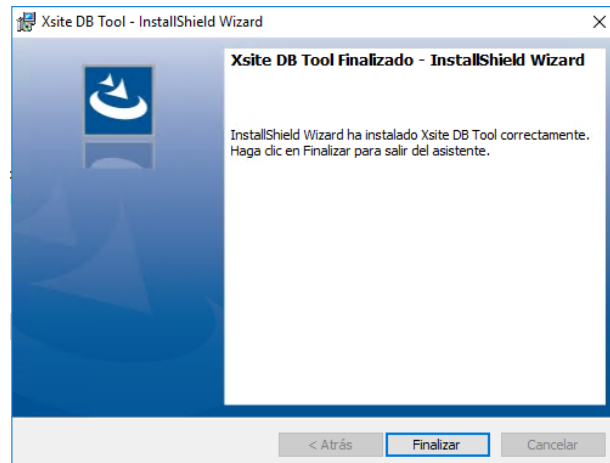 Xsite DB Tool - InstallShield Wizard
Xsite DB Tool Finalizado - InstallShield Wizard
InstallShield Wizard ha instalado Xsite DB Tool correctamente.
Haga clic en Finalizar para salir del asistente.
< Atrás
Finalizar
Cancelar